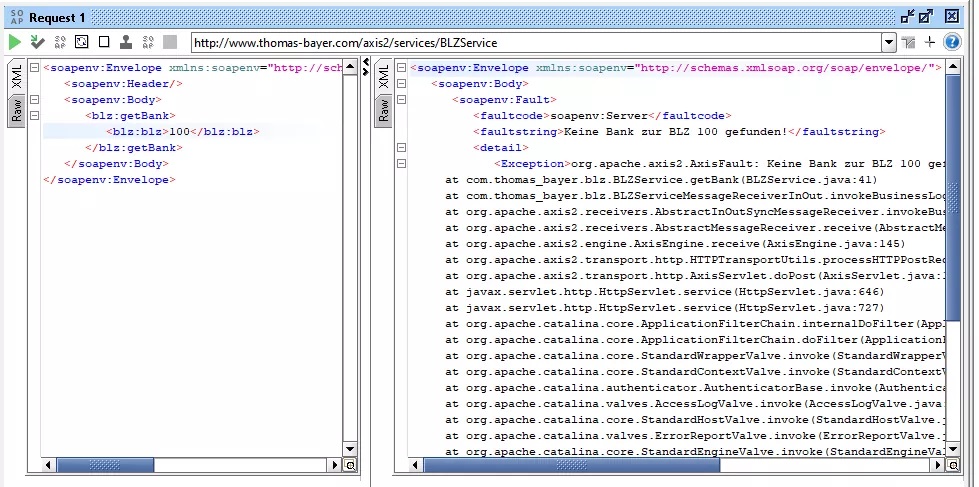 SOAP Request 1
SO AP
SO AP
http://www.thomas-bayer.com/axis2/services/BLZService
XML
Raw
<soapenv:Envelope xmlns:soapenv="http://sch
<soapenv:Header/>
<soapenv:Body>
<blz:getBank>
<blz:blz>100</blz:blz>
</blz:getBank>
</soapenv:Body>
</soapenv:Envelope>
XML
Raw
<soapenv:Envelope xmlns:soapenv="http://schemas.xmlsoap.org/soap/envelope/">
<soapenv:Body>
<soapenv:Fault>
<faultcode>soapenv:Server</faultcode>
<faultstring>Keine Bank zur BLZ 100 gefunden!</faultstring>
<detail>
<Exception>org.apache.axis2.AxisFault: Keine Bank zur BLZ 100 gef
at com.thomas_bayer.blz.BLZService.getBank(BLZService.java:41)
at com.thomas_bayer.blz.BLZServiceMessageReceiverInOut.invokeBusinessLog
at org.apache.axis2.receivers.AbstractInOutSyncMessageReceiver.invokeBus
at org.apache.axis2.receivers.AbstractMessageReceiver.receive(AbstractMe
at org.apache.axis2.engine.AxisEngine.receive(AxisEngine.java:145)
at org.apache.axis2.transport.http.HTTPTransportUtils.processHTTPPostRec
at org.apache.axis2.transport.http.AxisServlet.doPost(AxisServlet.java:1
at javax.servlet.http.HttpServlet.service(HttpServlet.java:646)
at javax.servlet.http.HttpServlet.service(HttpServlet.java:727)
at org.apache.catalina.core.ApplicationFilterChain.internalDoFilter(Appl
at org.apache.catalina.core.ApplicationFilterChain.doFilter(ApplicationF
at org.apache.catalina.core.StandardWrapperValve.invoke(StandardWrapperV
at org.apache.catalina.core.StandardContextValve.invoke(StandardContextV
at org.apache.catalina.authenticator.AuthenticatorBase.invoke(Authentica
at org.apache.catalina.valves.AccessLogValve.invoke(AccessLogValve.java:
at org.apache.catalina.core.StandardHostValve.invoke(StandardHostValve.j
at org.apache.catalina.valves.ErrorReportValve.invoke(ErrorReportValve.j
at org.apache.catalina.core.StandardEngineValve.invoke(StandardEngineVal